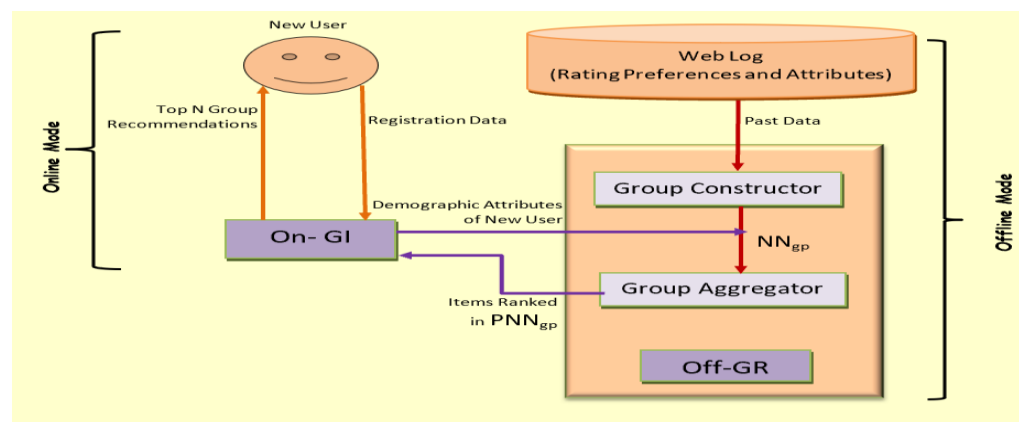 New User
Web Log
(Rating Preferences and Attributes)
Top N Group
Recommendations
Registration Data
Past Data
Online Mode
Offline Mode
Group Constructor
Demographic Attributes
of New User
On- GI
NNgp
Group Aggregator
Items Ranked
in PNNgp
Off-GR